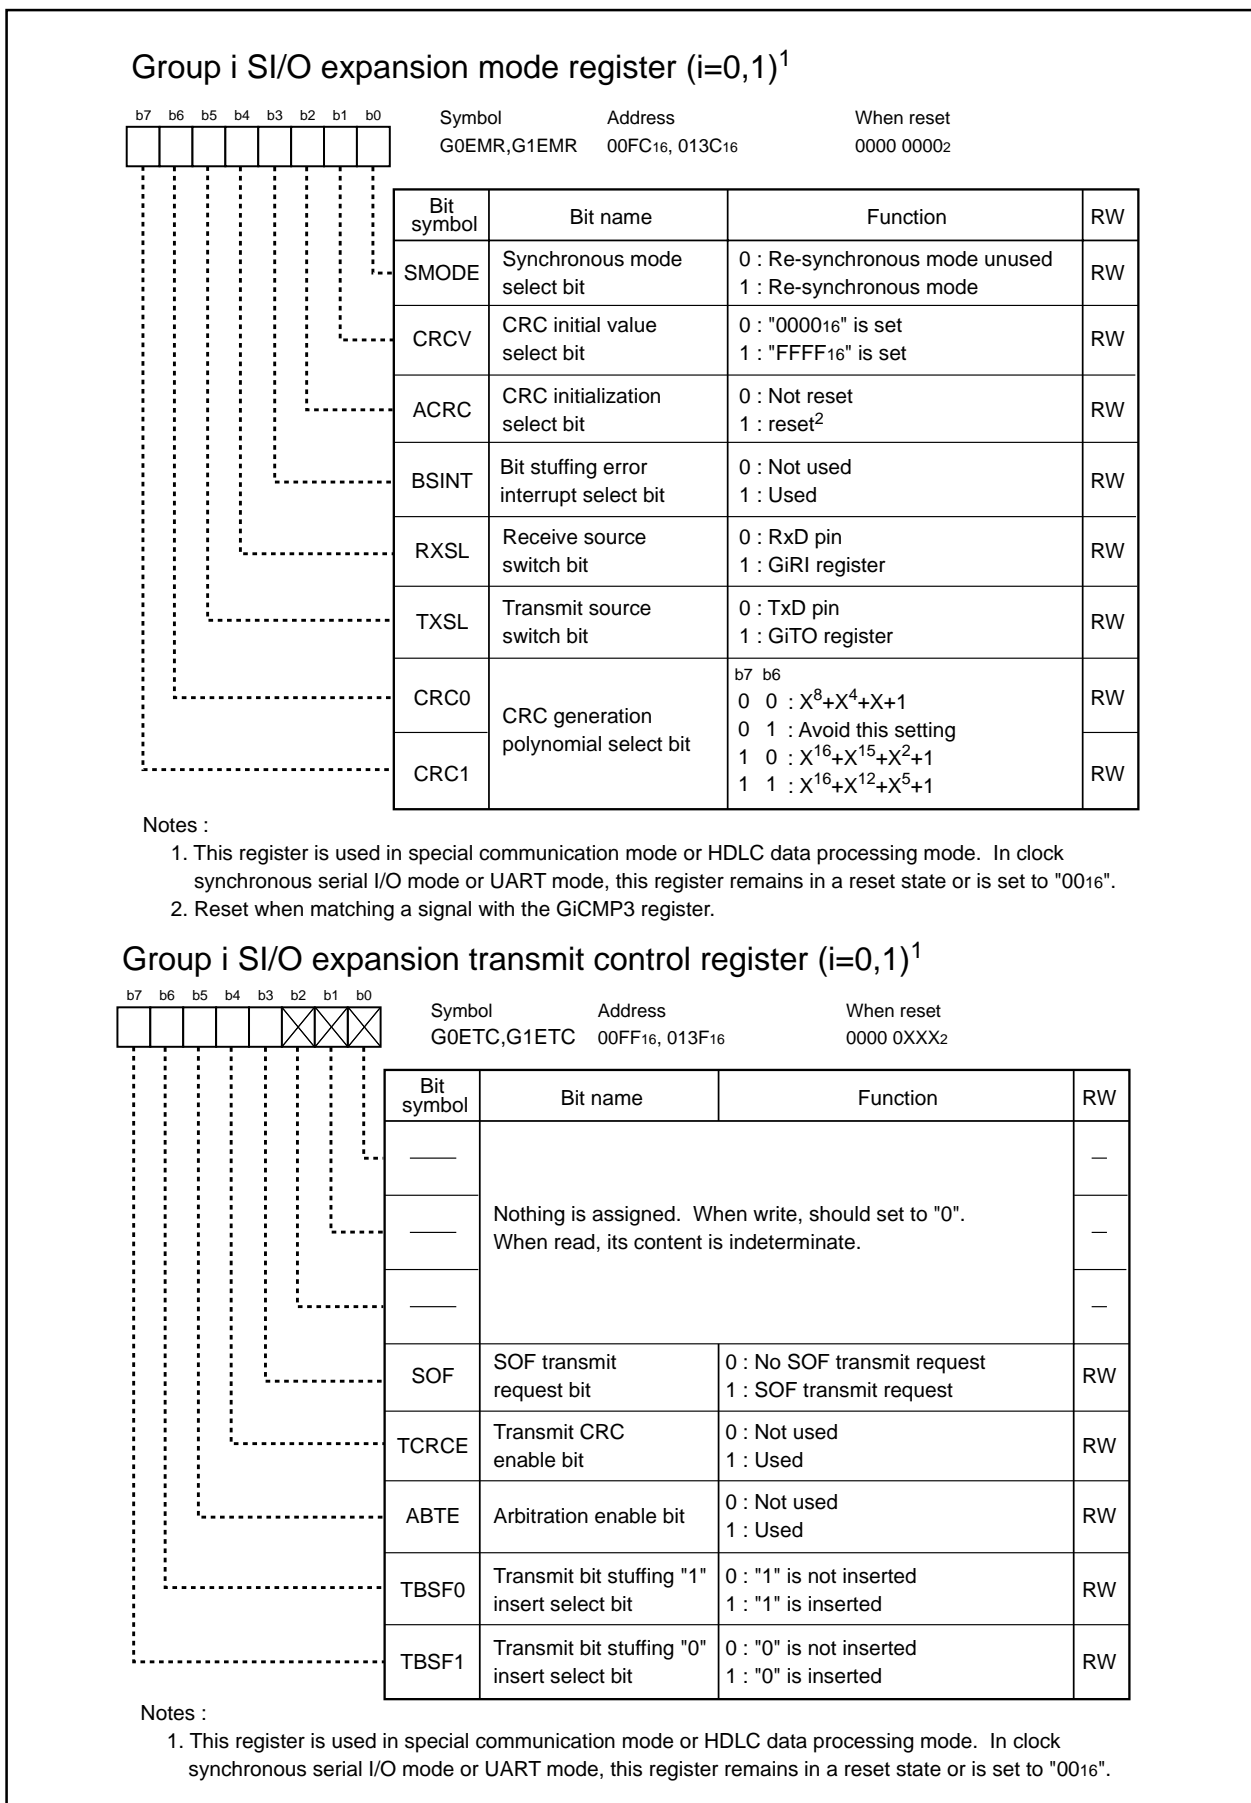 Group i SI/O expansion mode register (i=0,1)1
b7 b6 b5 b4 b3 b2 b1 b0
Symbol Address When reset
G0EMR,G1EMR 00FC16, 013C16 0000 00002
Bit symbol Bit name Function RW
SMODE Synchronous mode select bit 0 : Re-synchronous mode unused RW
1 : Re-synchronous mode
CRCV CRC initial value select bit 0 : "000016" is set RW
1 : "FFFF16" is set
ACRC CRC initialization select bit 0 : Not reset RW
1 : reset2
BSINT Bit stuffing error interrupt select bit 0 : Not used RW
1 : Used
RXSL Receive source switch bit 0 : RxD pin RW
1 : GiRI register
TXSL Transmit source switch bit 0 : TxD pin RW
1 : GiTO register
b7 b6
CRC0 CRC generation polynomial select bit 0 0 : X8+X4+X+1 RW
0 1 : Avoid this setting
CRC1 1 0 : X16+X15+X2+1 RW
1 1 : X16+X12+X5+1
Notes :
1. This register is used in special communication mode or HDLC data processing mode. In clock
synchronous serial I/O mode or UART mode, this register remains in a reset state or is set to "0016".
2. Reset when matching a signal with the GiCMP3 register.
Group i SI/O expansion transmit control register (i=0,1)1
b7 b6 b5 b4 b3 b2 b1 b0
Symbol Address When reset
G0ETC,G1ETC 00FF16, 013F16 0000 0XXX2
Bit symbol Bit name Function RW
— —
Nothing is assigned. When write, should set to "0".
— —
When read, its content is indeterminate.
— —
SOF SOF transmit request bit 0 : No SOF transmit request RW
1 : SOF transmit request
TCRCE Transmit CRC enable bit 0 : Not used RW
1 : Used
ABTE Arbitration enable bit 0 : Not used RW
1 : Used
TBSF0 Transmit bit stuffing "1" insert select bit 0 : "1" is not inserted RW
1 : "1" is inserted
TBSF1 Transmit bit stuffing "0" insert select bit 0 : "0" is not inserted RW
1 : "0" is inserted
Notes :
1. This register is used in special communication mode or HDLC data processing mode. In clock
synchronous serial I/O mode or UART mode, this register remains in a reset state or is set to "0016".